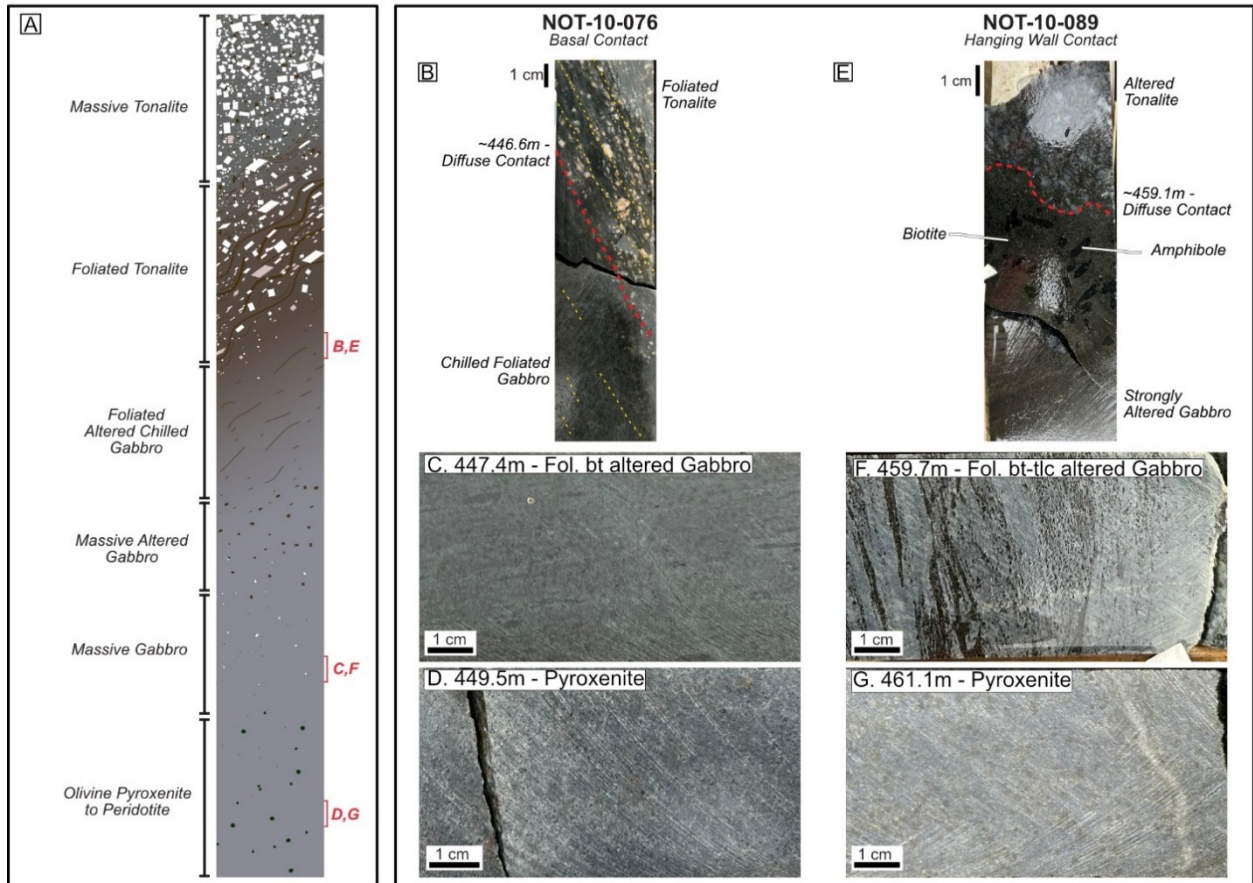 A
Massive Tonalite
Foliated Tonalite
B,E
Foliated
Altered Chilled
Gabbro
Massive Altered
Gabbro
Massive Gabbro
C,F
Olivine Pyroxenite
to Peridotite
D,G
NOT-10-076
Basal Contact
B
1 cm
Foliated
Tonalite
~446.6m -
Diffuse Contact
Chilled Foliated
Gabbro
NOT-10-089
Hanging Wall Contact
E
1 cm
Altered
Tonalite
~459.1m -
Diffuse Contact
Biotite
Amphibole
Strongly
Altered Gabbro
C. 447.4m - Fol. bt altered Gabbro
1 cm
F. 459.7m - Fol. bt-tlc altered Gabbro
1 cm
D. 449.5m - Pyroxenite
1 cm
G. 461.1m - Pyroxenite
1 cm